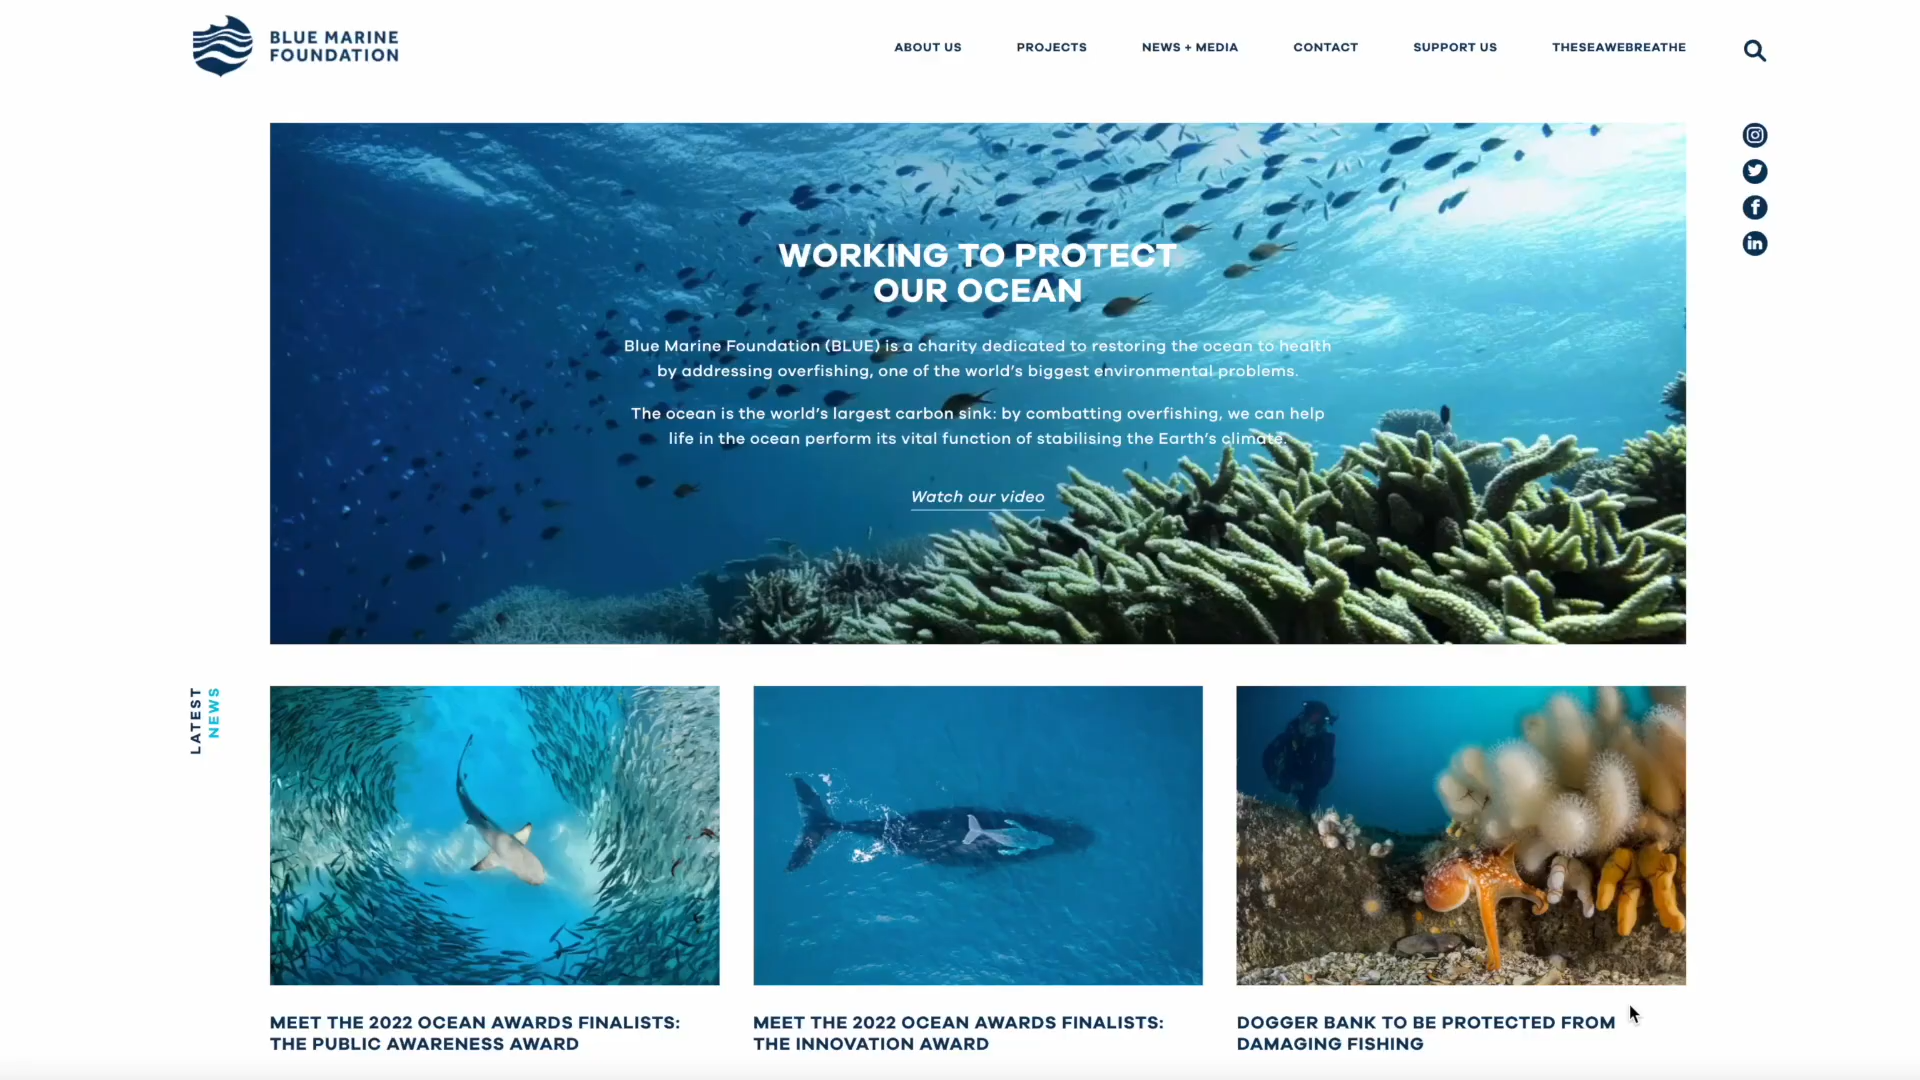 BLUE MARINE
FOUNDATION
ABOUT US
PROJECTS
NEWS + MEDIA
CONTACT
SUPPORT US
THESEAWEBREATHE
WORKING TO PROTECT
OUR OCEAN
Blue Marine Foundation (BLUE) is a charity dedicated to restoring the ocean to health
by addressing overfishing, one of the world’s biggest environmental problems.
The ocean is the world’s largest carbon sink: by combatting overfishing, we can help
life in the ocean perform its vital function of stabilising the Earth’s climate.
Watch our video
LATEST
NEWS
MEET THE 2022 OCEAN AWARDS FINALISTS:
THE PUBLIC AWARENESS AWARD
MEET THE 2022 OCEAN AWARDS FINALISTS:
THE INNOVATION AWARD
DOGGER BANK TO BE PROTECTED FROM
DAMAGING FISHING